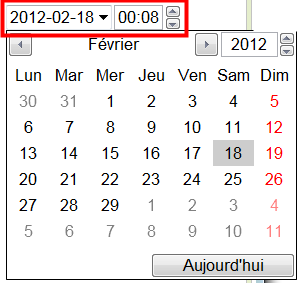 2012-02-18 00:08
Février 2012
Lun Mar Mer Jeu Ven Sam Dim
30 31 1 2 3 4 5
6 7 8 9 10 11 12
13 14 15 16 17 18 19
20 21 22 23 24 25 26
27 28 29 1 2 3 4
5 6 7 8 9 10 11
Aujourd'hui